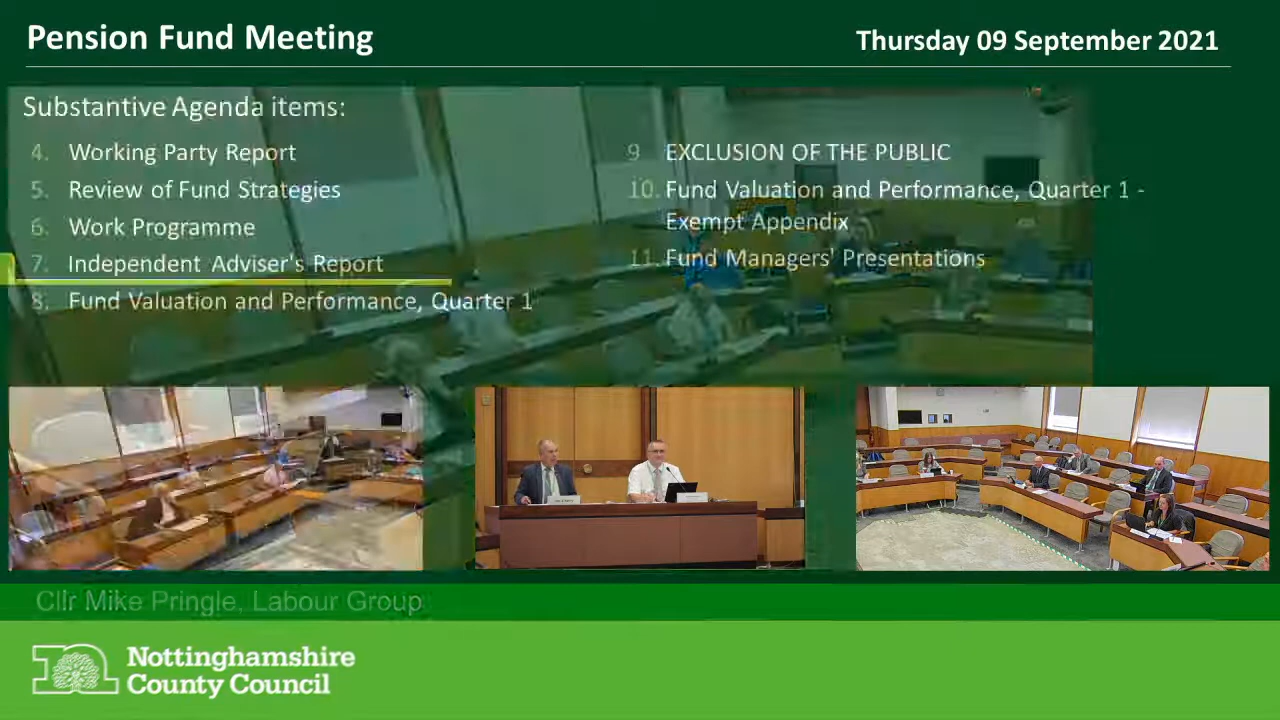 Pension Fund Meeting
Thursday 09 September 2021
Substantive Agenda items:
4. Working Party Report
5. Review of Fund Strategies
6. Work Programme
7. Independent Adviser's Report
8. Fund Valuation and Performance, Quarter 1
9 EXCLUSION OF THE PUBLIC
10. Fund Valuation and Performance, Quarter 1 -
Exempt Appendix
11. Fund Managers' Presentations
Cllr Mike Pringle, Labour Group
Nottinghamshire
County Council